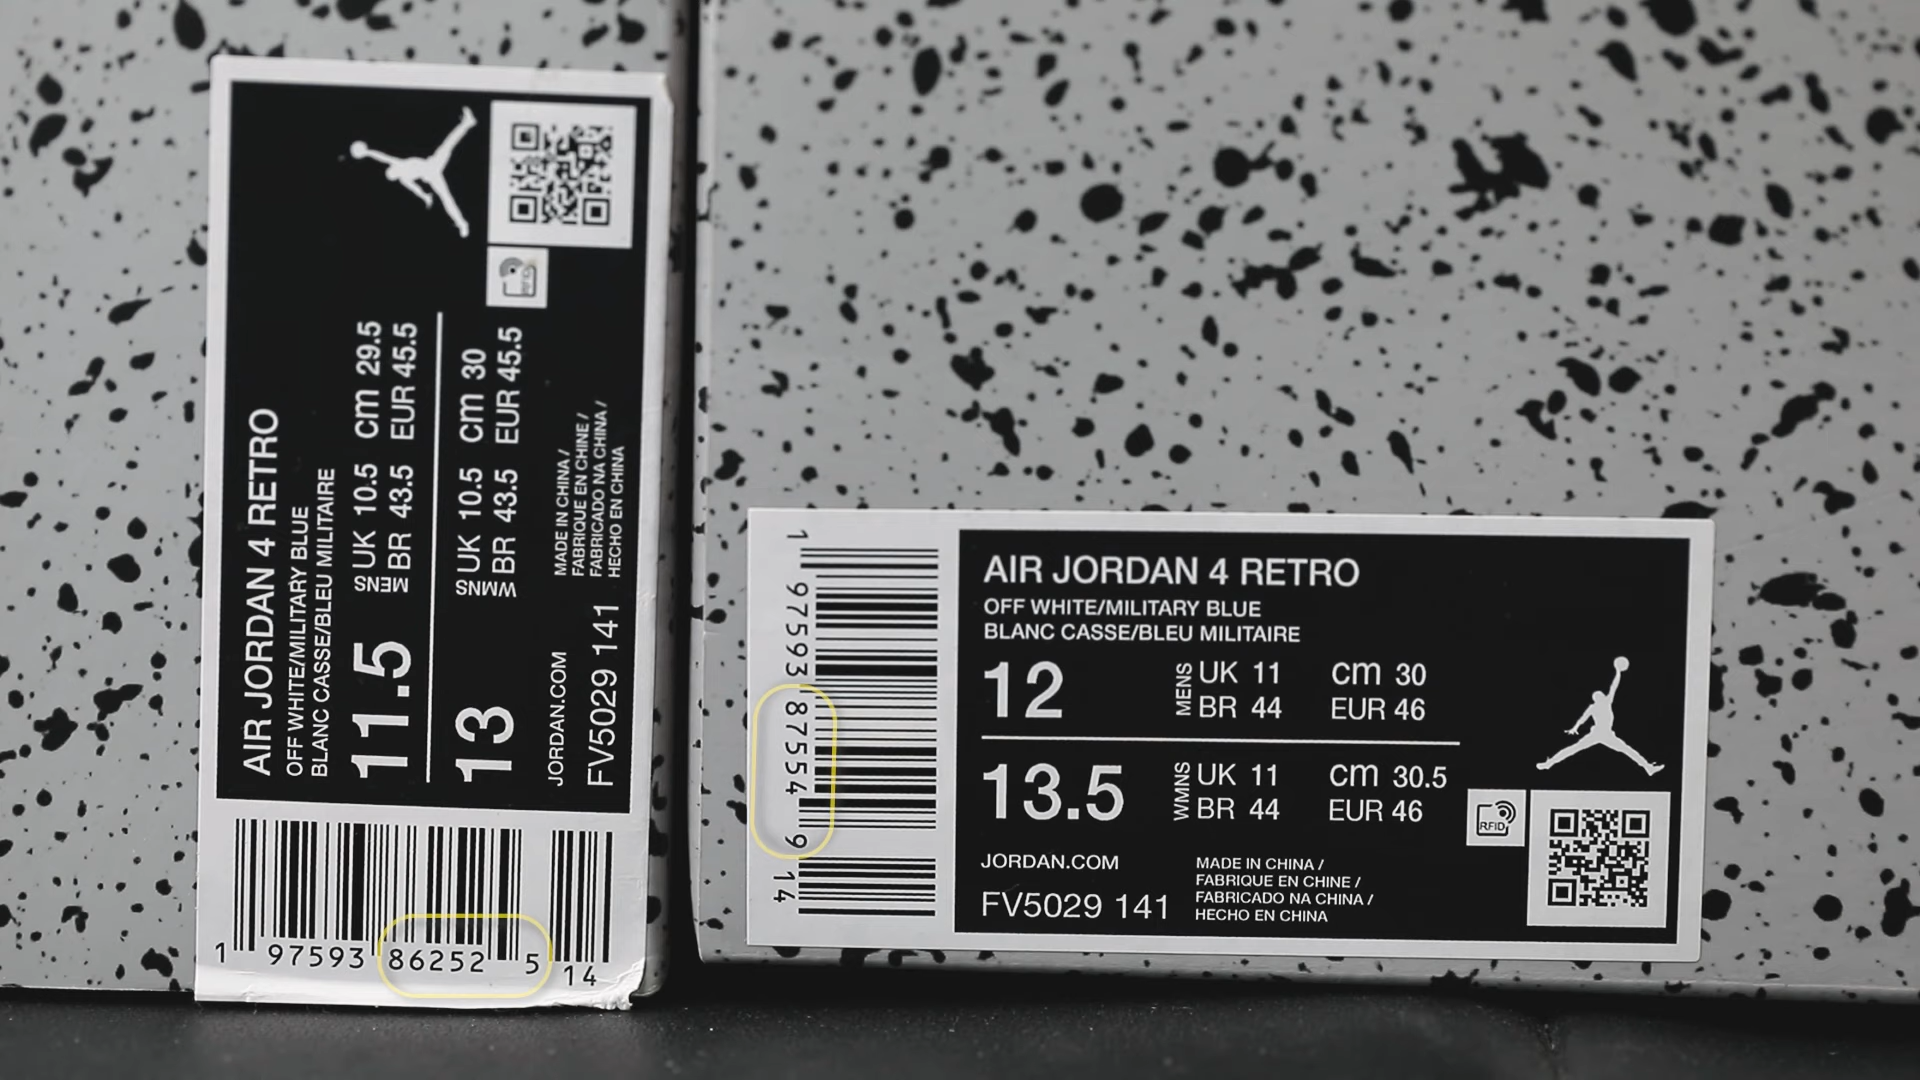 AIR JORDAN 4 RETRO
OFF WHITE/MILITARY BLUE
BLANC CASSE/BLEU MILITAIRE
11.5 MENS UK 10.5 cm 29.5
BR 43.5 EUR 45.5
13 WMNS UK 10.5 cm 30
BR 43.5 EUR 45.5
JORDAN.COM
FV5029 141
MADE IN CHINA /
FABRIQUE EN CHINE /
FABRICADO NA CHINA /
HECHO EN CHINA
RFID
1 97593 86252 5 14
1 97593 87554 9 14
AIR JORDAN 4 RETRO
OFF WHITE/MILITARY BLUE
BLANC CASSE/BLEU MILITAIRE
12 MENS UK 11 cm 30
BR 44 EUR 46
13.5 WMNS UK 11 cm 30.5
BR 44 EUR 46
RFID
JORDAN.COM
FV5029 141
MADE IN CHINA /
FABRIQUE EN CHINE /
FABRICADO NA CHINA /
HECHO EN CHINA